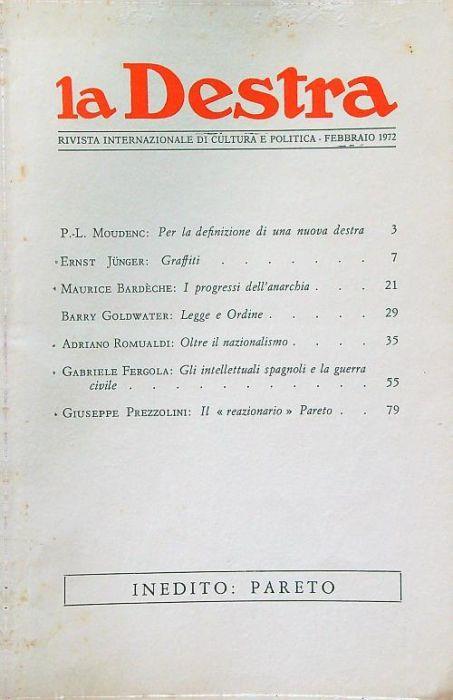 la Destra
RIVISTA INTERNAZIONALE DI CULTURA E POLITICA - FEBBRAIO 1972
P.-L. MOUDENC: Per la definizione di una nuova destra 3
ERNST JÜNGER: Graffiti . . . . . . . 7
MAURICE BARDÈCHE: I progressi dell'anarchia . . . 21
BARRY GOLDWATER: Legge e Ordine . . . . . 29
ADRIANO ROMUALDI: Oltre il nazionalismo . . . . 35
GABRIELE FERGOLA: Gli intellettuali spagnoli e la guerra
civile . . . . . . . . . . . 55
GIUSEPPE PREZZOLINI: Il « reazionario » Pareto . . 79
INEDITO: PARETO